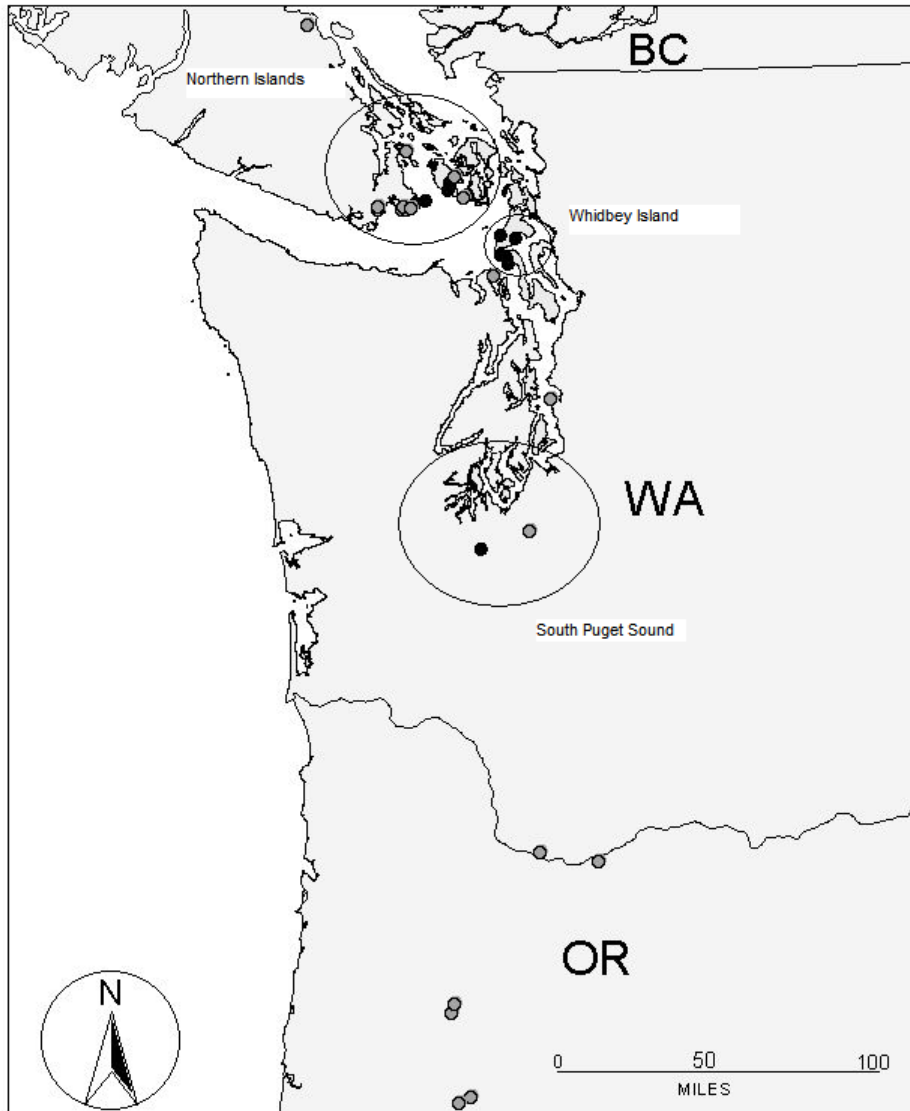 BC
Northern Islands
Whidbey Island
WA
South Puget Sound
OR
N
0 50 100
MILES